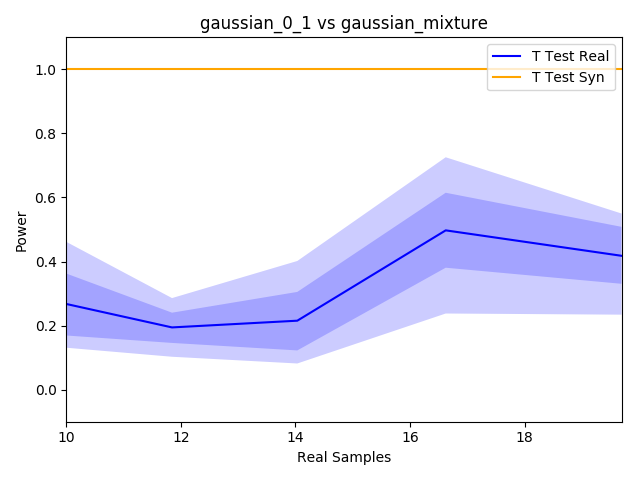 gaussian_0_1 vs gaussian_mixture
T Test Real
T Test Syn
Power
1.0
0.8
0.6
0.4
0.2
0.0
10
12
14
16
18
Real Samples